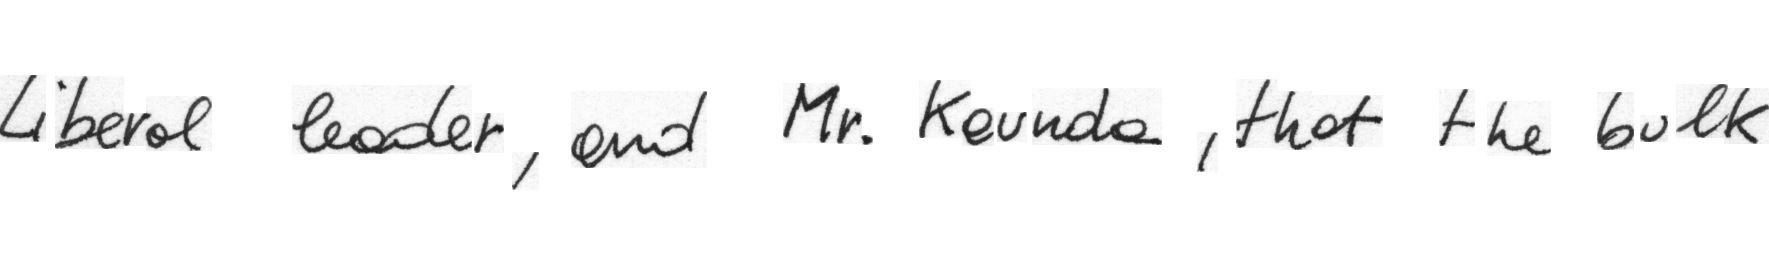 Liberal leader, and Mr. Kaunda, that the bulk